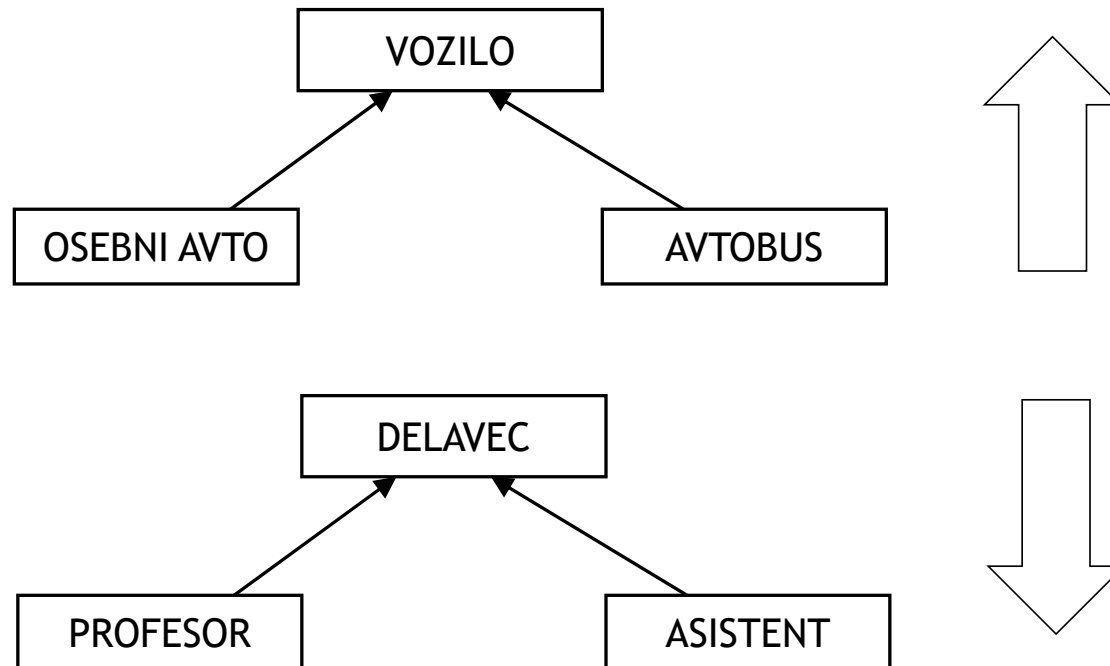 VOZILO
OSEBNI AVTO
AVTOBUS
DELAVEC
PROFESOR
ASISTENT